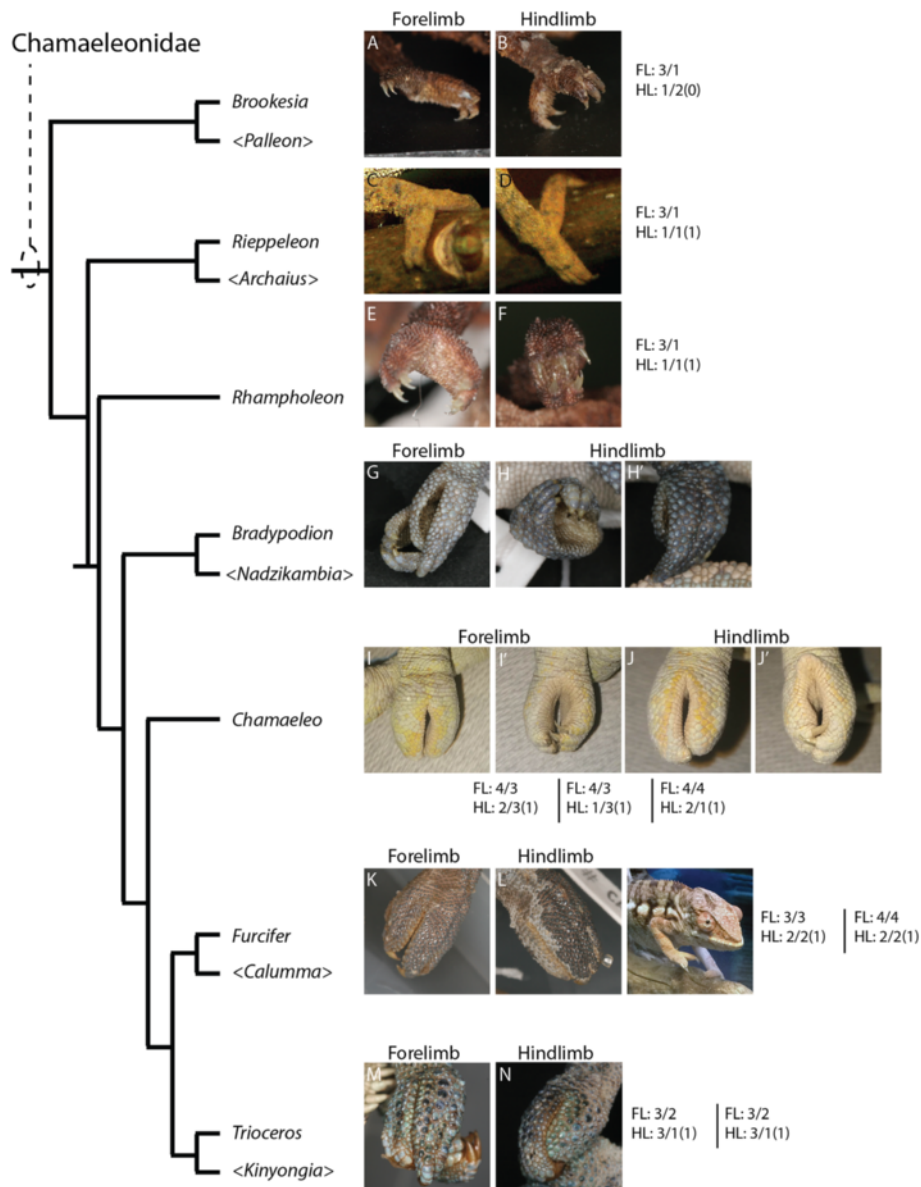 Forelimb Hindlimb
Chamaeleonidae
A B
FL: 3/1
HL: 1/2(0)
Brookesia
<Palleon>
C D
FL: 3/1
HL: 1/1(1)
Rieppeleon
<Archaius>
E F
FL: 3/1
HL: 1/1(1)
Rhampholeon
Forelimb Hindlimb
G H H'
Bradypodion
<Nadzikambia>
Forelimb Hindlimb
I I' J J'
Chamaeleo
FL: 4/3 FL: 4/3 FL: 4/4
HL: 2/3(1) HL: 1/3(1) HL: 2/1(1)
Forelimb Hindlimb
K L
Furcifer
<Calumma>
FL: 3/3 FL: 4/4
HL: 2/2(1) HL: 2/2(1)
Forelimb Hindlimb
M N
FL: 3/2 FL: 3/2
HL: 3/1(1) HL: 3/1(1)
Trioceros
<Kinyongia>